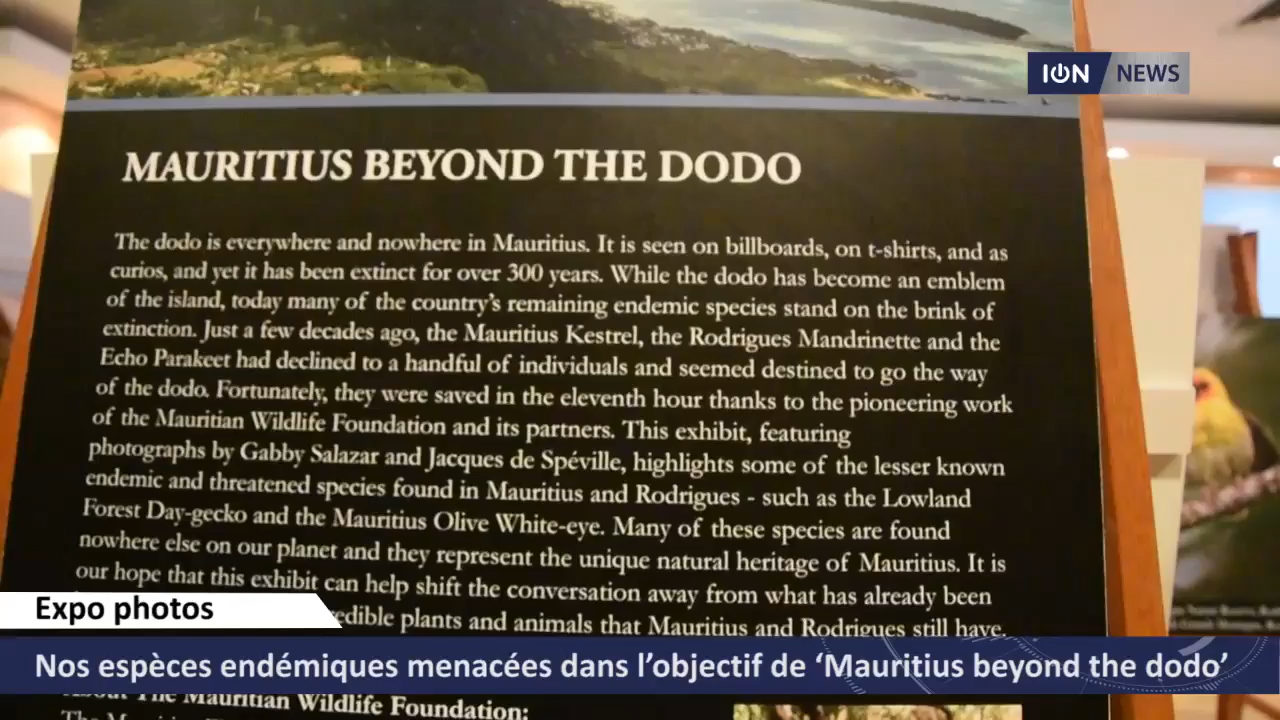 ION NEWS
MAURITIUS BEYOND THE DODO
The dodo is everywhere and nowhere in Mauritius. It is seen on billboards, on t-shirts, and as
curios, and yet it has been extinct for over 300 years. While the dodo has become an emblem
of the island, today many of the country's remaining endemic species stand on the brink of
extinction. Just a few decades ago, the Mauritius Kestrel, the Rodrigues Mandrinette and the
Echo Parakeet had declined to a handful of individuals and seemed destined to go the way
of the dodo. Fortunately, they were saved in the eleventh hour thanks to the pioneering work
of the Mauritian Wildlife Foundation and its partners. This exhibit, featuring
photographs by Gabby Salazar and Jacques de Spéville, highlights some of the lesser known
endemic and threatened species found in Mauritius and Rodrigues - such as the Lowland
Forest Day-gecko and the Mauritius Olive White-eye. Many of these species are found
nowhere else on our planet and they represent the unique natural heritage of Mauritius. It is
our hope that this exhibit can help shift the conversation away from what has already been
plants and animals that Mauritius and Rodrigues still have.
Expo photos
Nos espèces endémiques menacées dans l'objectif de 'Mauritius beyond the dodo'
About The Mauritian Wildlife Foundation: